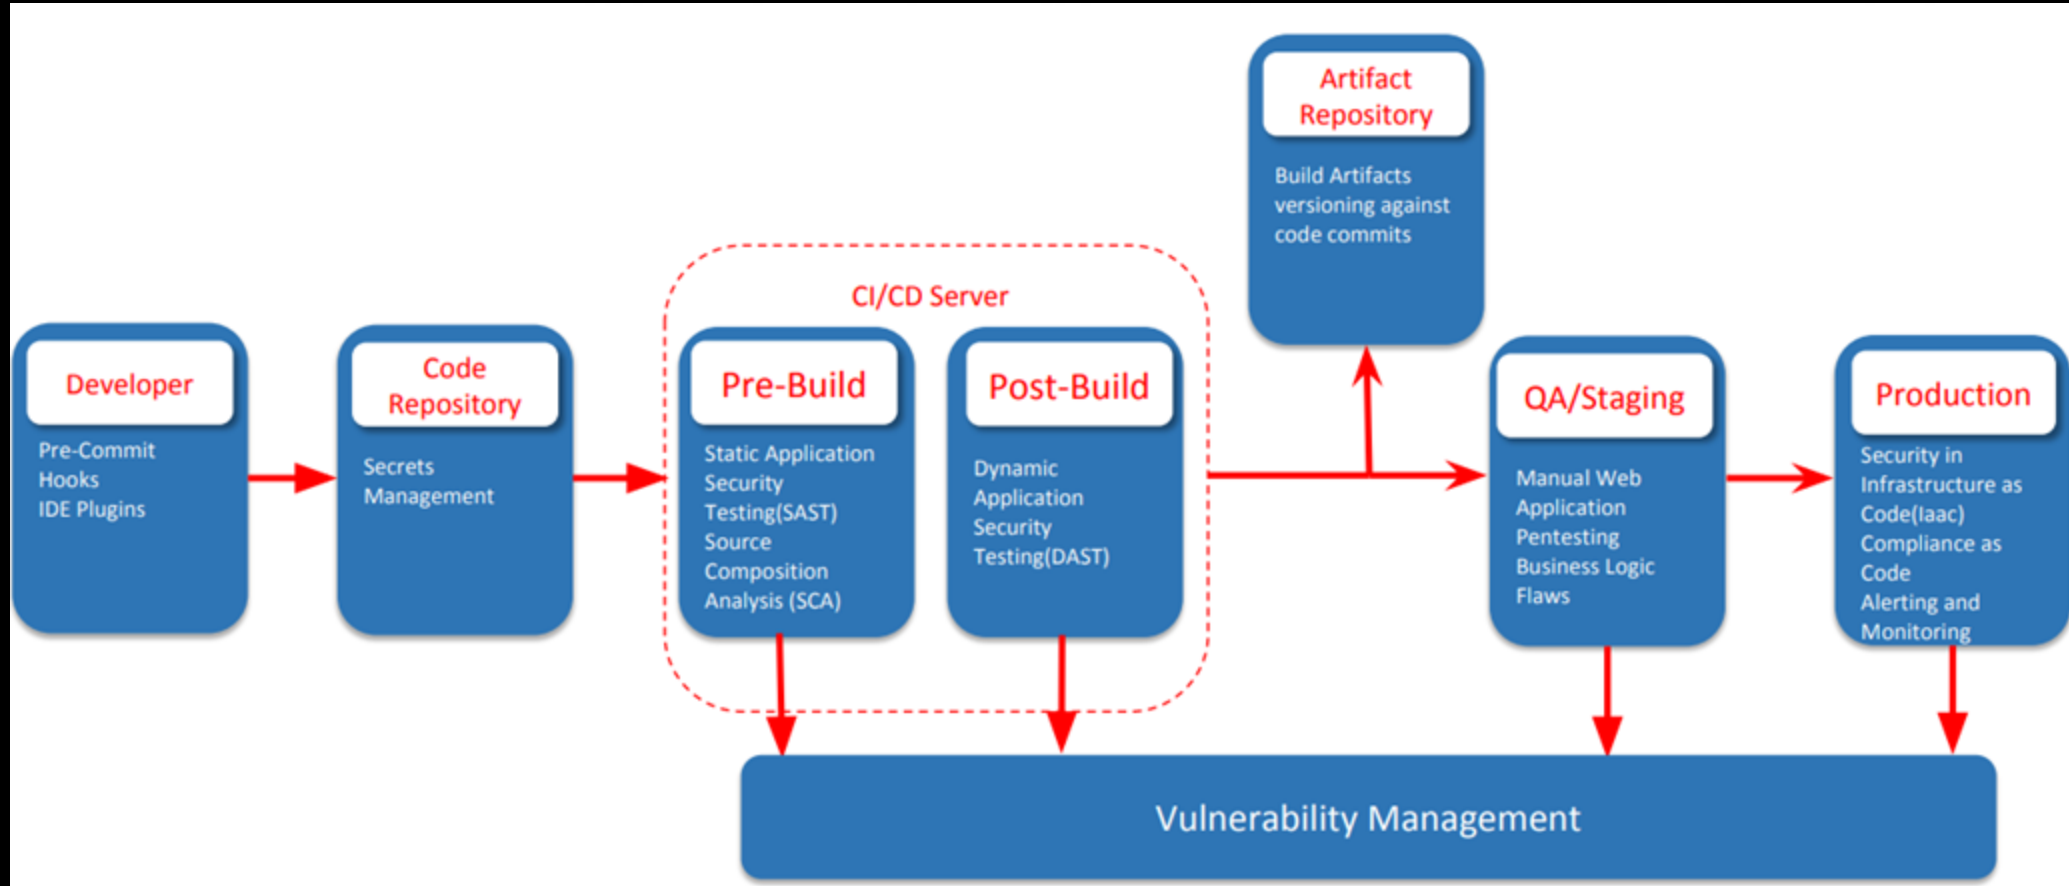 Developer
Pre-Commit
Hooks
IDE Plugins
Code
Repository
Secrets
Management
CI/CD Server
Pre-Build
Static Application
Security
Testing(SAST)
Source
Composition
Analysis (SCA)
Post-Build
Dynamic
Application
Security
Testing(DAST)
Artifact
Repository
Build Artifacts
versioning against
code commits
QA/Staging
Manual Web
Application
Pentesting
Business Logic
Flaws
Production
Security in
Infrastructure as
Code(Iaac)
Compliance as
Code
Alerting and
Monitoring
Vulnerability Management